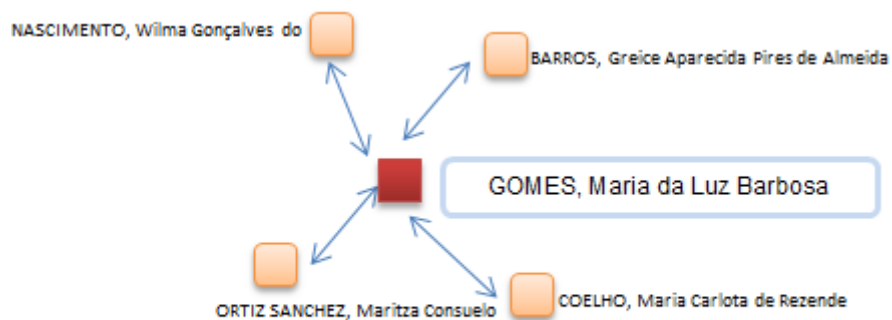 NASCIMENTO, Wilma Gonçalves do
BARROS, Greice Aparecida Pires de Almeida
GOMES, Maria da Luz Barbosa
ORTIZ SANCHEZ, Maritza Consuelo
COELHO, Maria Carlota de Rezende